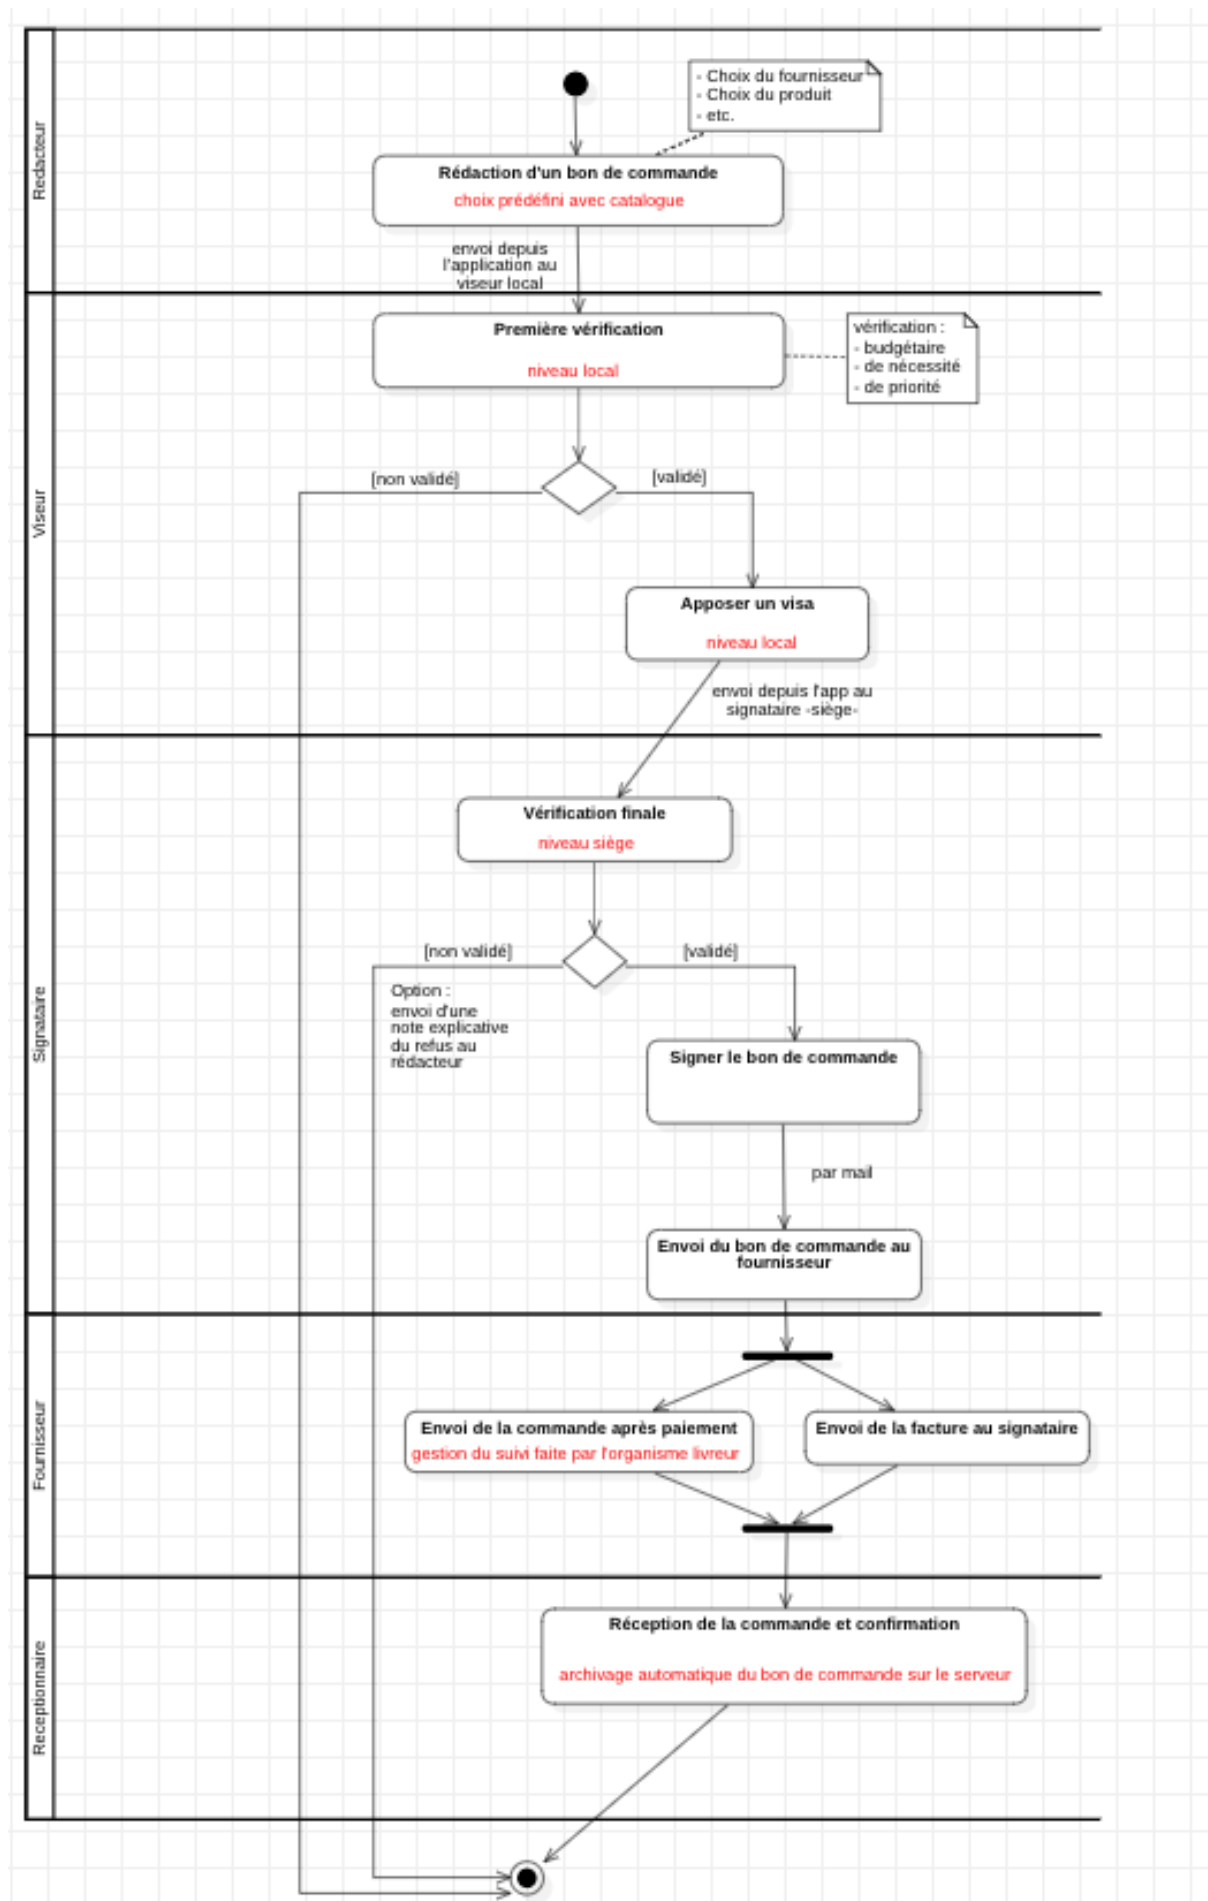 Redacteur
- Choix du fournisseur
- Choix du produit
- etc.
Rédaction d'un bon de commande
choix prédéfini avec catalogue
envoi depuis
l'application au
viseur local
Viseur
Première vérification
niveau local
vérification :
- budgétaire
- de nécessité
- de priorité
[non validé]
[validé]
Apposer un visa
niveau local
envoi depuis l'app au
signataire -siège-
Signataire
Vérification finale
niveau siège
[non validé]
[validé]
Option :
envoi d'une
note explicative
du refus au
rédacteur
Signer le bon de commande
par mail
Envoi du bon de commande au
fournisseur
Fournisseur
Envoi de la commande après paiement
gestion du suivi faite par l'organisme livreur
Envoi de la facture au signataire
Receptionnaire
Réception de la commande et confirmation
archivage automatique du bon de commande sur le serveur